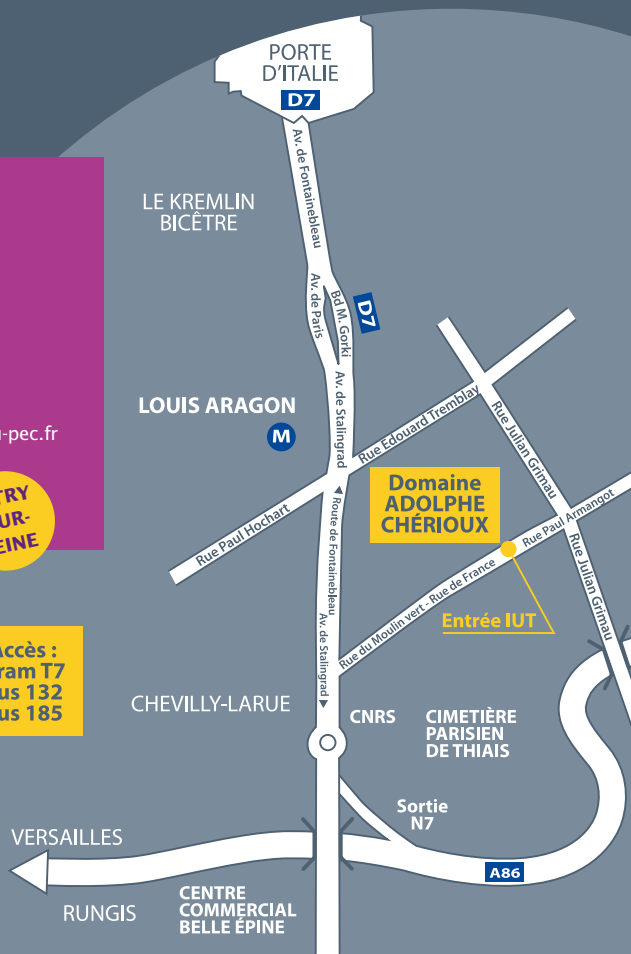 PORTE
D'ITALIE
D7
Av. de Fontainebleau
LE KREMLIN
BICÊTRE
Av. de Paris
Bd M. Gorki
D7
LOUIS ARAGON
M
Av. de Stalingrad
Rue Edouard Tremblay
Rue Julian Grimau
u-pec.fr
Domaine
ADOLPHE
CHÉRIOUX
TRY
UR-
EINE
Rue Paul Hochart
Route de Fontainebleau
Rue Paul Armangot
Rue du Moulin vert - Rue de France
Rue Julian Grimau
Entrée IUT
Av. de Stalingrad
Accès :
ram T7
us 132
us 185
CHEVILLY-LARUE
CNRS
CIMETIÈRE
PARISIEN
DE THIAIS
Sortie
N7
VERSAILLES
A86
RUNGIS
CENTRE
COMMERCIAL
BELLE ÉPINE